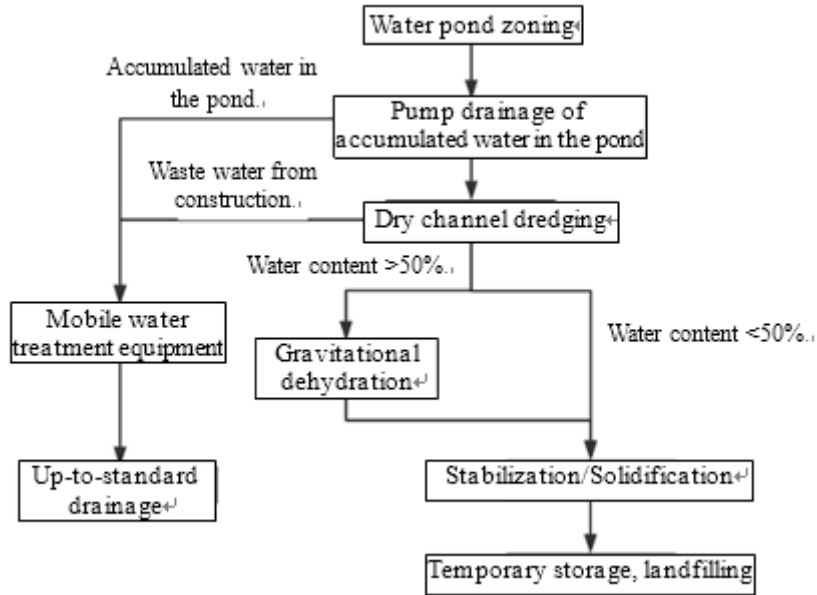 Water pond zoning
Accumulated water in
the pond.
Pump drainage of
accumulated water in the pond
Waste water from
construction.
Dry channel dredging
Water content >50%.
Mobile water
treatment equipment
Gravitational
dehydration
Water content <50%.
Up-to-standard
drainage
Stabilization/Solidification
Temporary storage, landfilling